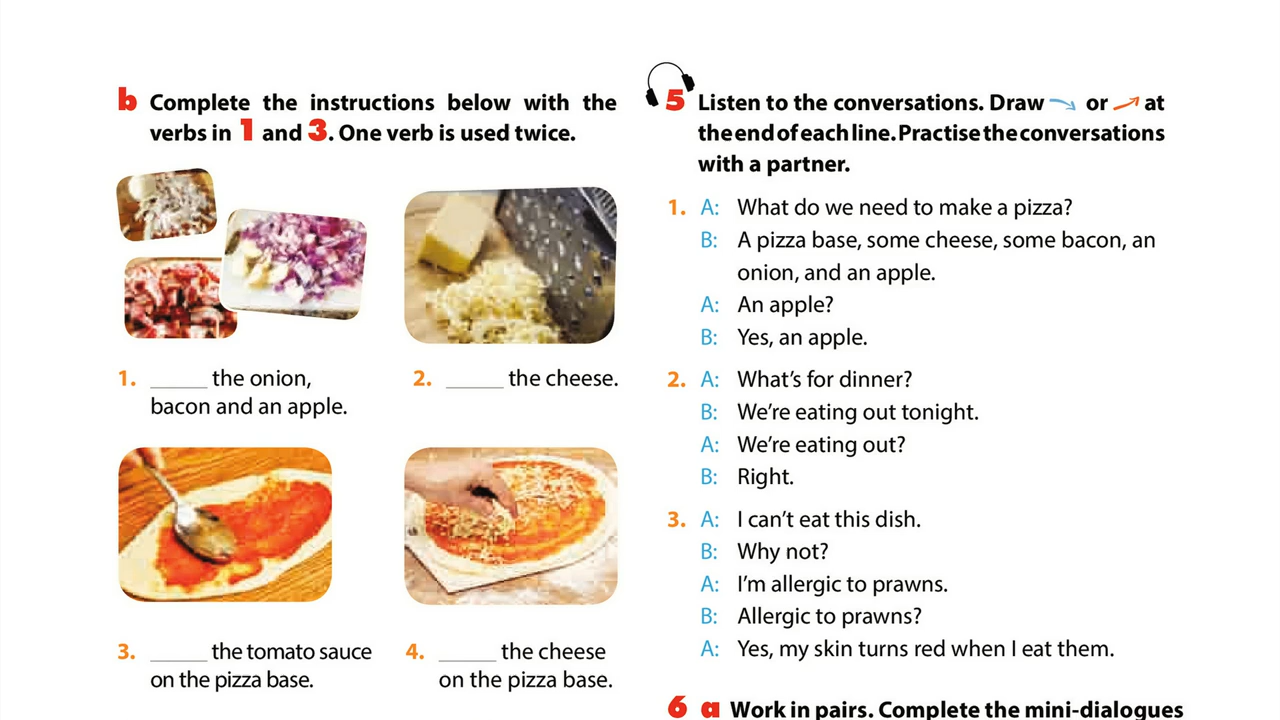 b Complete the instructions below with the
verbs in 1 and 3. One verb is used twice.
1. _____ the onion,
bacon and an apple.
2. _____ the cheese.
3. _____ the tomato sauce
on the pizza base.
4. _____ the cheese
on the pizza base.
5 Listen to the conversations. Draw or at
the end of each line. Practise the conversations
with a partner.
1. A: What do we need to make a pizza?
B: A pizza base, some cheese, some bacon, an
onion, and an apple.
A: An apple?
B: Yes, an apple.
2. A: What’s for dinner?
B: We’re eating out tonight.
A: We’re eating out?
B: Right.
3. A: I can’t eat this dish.
B: Why not?
A: I’m allergic to prawns.
B: Allergic to prawns?
A: Yes, my skin turns red when I eat them.
6 a Work in pairs. Complete the mini-dialogues